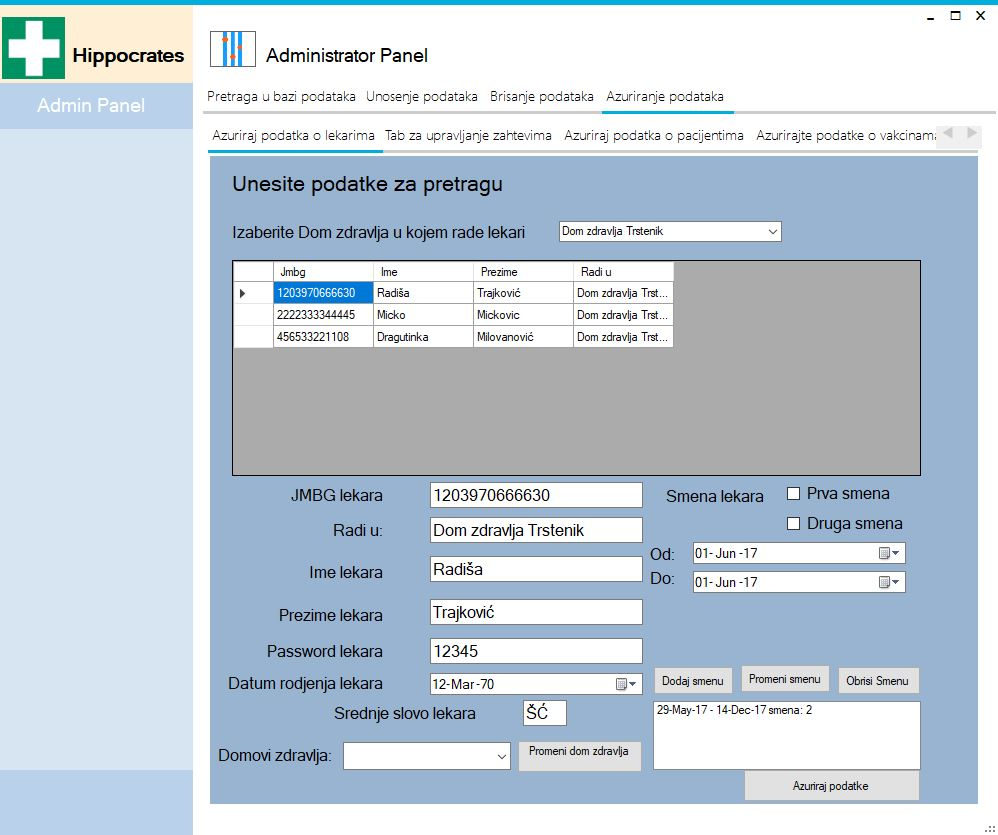 Hippocrates
Administrator Panel
Admin Panel
Pretraga u bazi podataka Unosenje podataka Brisanje podataka Azuriranje podataka
Azuriraj podatka o lekarima Tab za upravljanje zahtevima Azuriraj podatka o pacijentima Azurirajte podatke o vakcinama
Unesite podatke za pretragu
Izaberite Dom zdravlja u kojem rade lekari Dom zdravlja Trstenik
Jmbg Ime Prezime Radi u
1203970666630 Radiša Trajković Dom zdravlja Trst...
2222333344445 Micko Mickovic Dom zdravlja Trst...
456533221108 Dragutinka Milovanović Dom zdravlja Trst...
JMBG lekara 1203970666630 Smena lekara Prva smena
Druga smena
Radi u: Dom zdravlja Trstenik
Od: 01- Jun -17
Ime lekara Radiša
Do: 01- Jun -17
Prezime lekara Trajković
Password lekara 12345
Datum rodjenja lekara 12-Mar-70 Dodaj smenu Promeni smenu Obrisi Smenu
Srednje slovo lekara ŠĆ
29-May-17 - 14-Dec-17 smena: 2
Domovi zdravlja: Promeni dom zdravlja
Azuriraj podatke